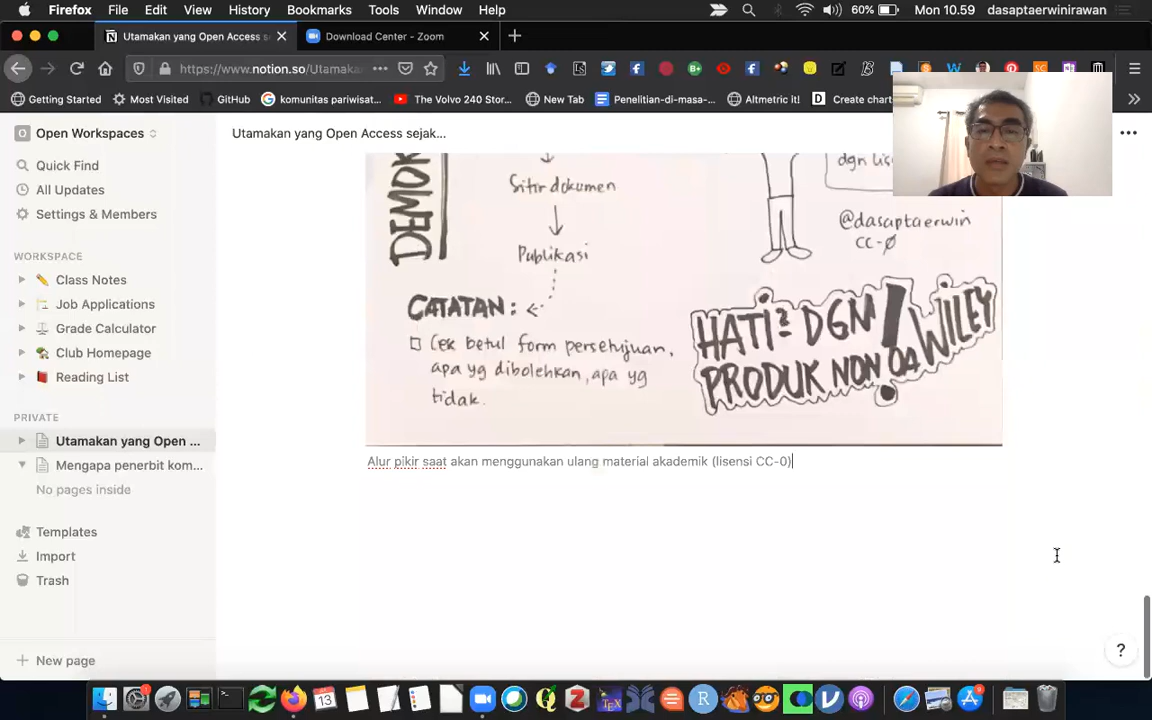 Firefox File Edit View History Bookmarks Tools Window Help 60% Mon 10.59 dasaptaerwinirawan
Utamakan yang Open Access s
Download Center - Zoom
https://www.notion.so/Utamaka
Getting Started Most Visited GitHub komunitas pariwisat... The Volvo 240 Stor... New Tab Penelitian-di-masa-... Altmetric it! Create chart
Open Workspaces
Utamakan yang Open Access sejak...
Quick Find
All Updates
Settings & Members
WORKSPACE
Class Notes
Job Applications
Grade Calculator
Club Homepage
Reading List
PRIVATE
Utamakan yang Open ...
Mengapa penerbit kom...
No pages inside
Templates
Import
Trash
New page
DEMOK
Sitir dokumen
Publikasi
CATATAN:
Cek betul form persetujuan,
apa yg dibolehkan, apa yg
tidak.
@dasaptaerwin
CC-0
HATI² DGN WILEY
PRODUK NON OA
Alur pikir saat akan menggunakan ulang material akademik (lisensi CC-0)
?
13